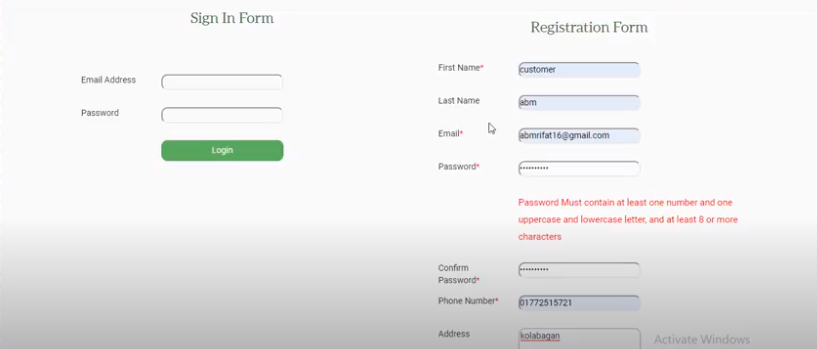 Sign In Form
Email Address
Password
Login
Registration Form
First Name* customer
Last Name abm
Email* abmrifat16@gmail.com
Password* ••••••••••
Password Must contain at least one number and one
uppercase and lowercase letter, and at least 8 or more
characters
Confirm
Password* ••••••••••
Phone Number* 01772515721
Address kolabagan
Activate Windows